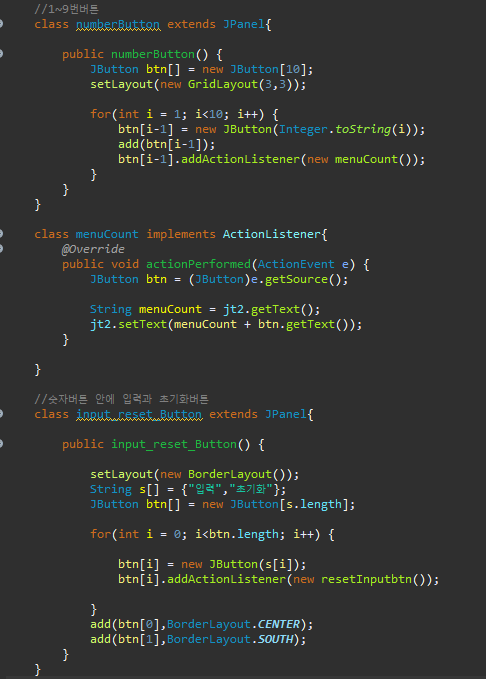 //1~9번버튼
class numberButton extends JPanel{
public numberButton() {
JButton btn[] = new JButton[10];
setLayout(new GridLayout(3,3));
for(int i = 1; i<10; i++) {
btn[i-1] = new JButton(Integer.toString(i));
add(btn[i-1]);
btn[i-1].addActionListener(new menuCount());
}
}
}
class menuCount implements ActionListener{
@Override
public void actionPerformed(ActionEvent e) {
JButton btn = (JButton)e.getSource();
String menuCount = jt2.getText();
jt2.setText(menuCount + btn.getText());
}
}
//숫자버튼 안에 입력과 초기화버튼
class input_reset_Button extends JPanel{
public input_reset_Button() {
setLayout(new BorderLayout());
String s[] = {"입력","초기화"};
JButton btn[] = new JButton[s.length];
for(int i = 0; i<btn.length; i++) {
btn[i] = new JButton(s[i]);
btn[i].addActionListener(new resetInputbtn());
}
add(btn[0],BorderLayout.CENTER);
add(btn[1],BorderLayout.SOUTH);
}
}